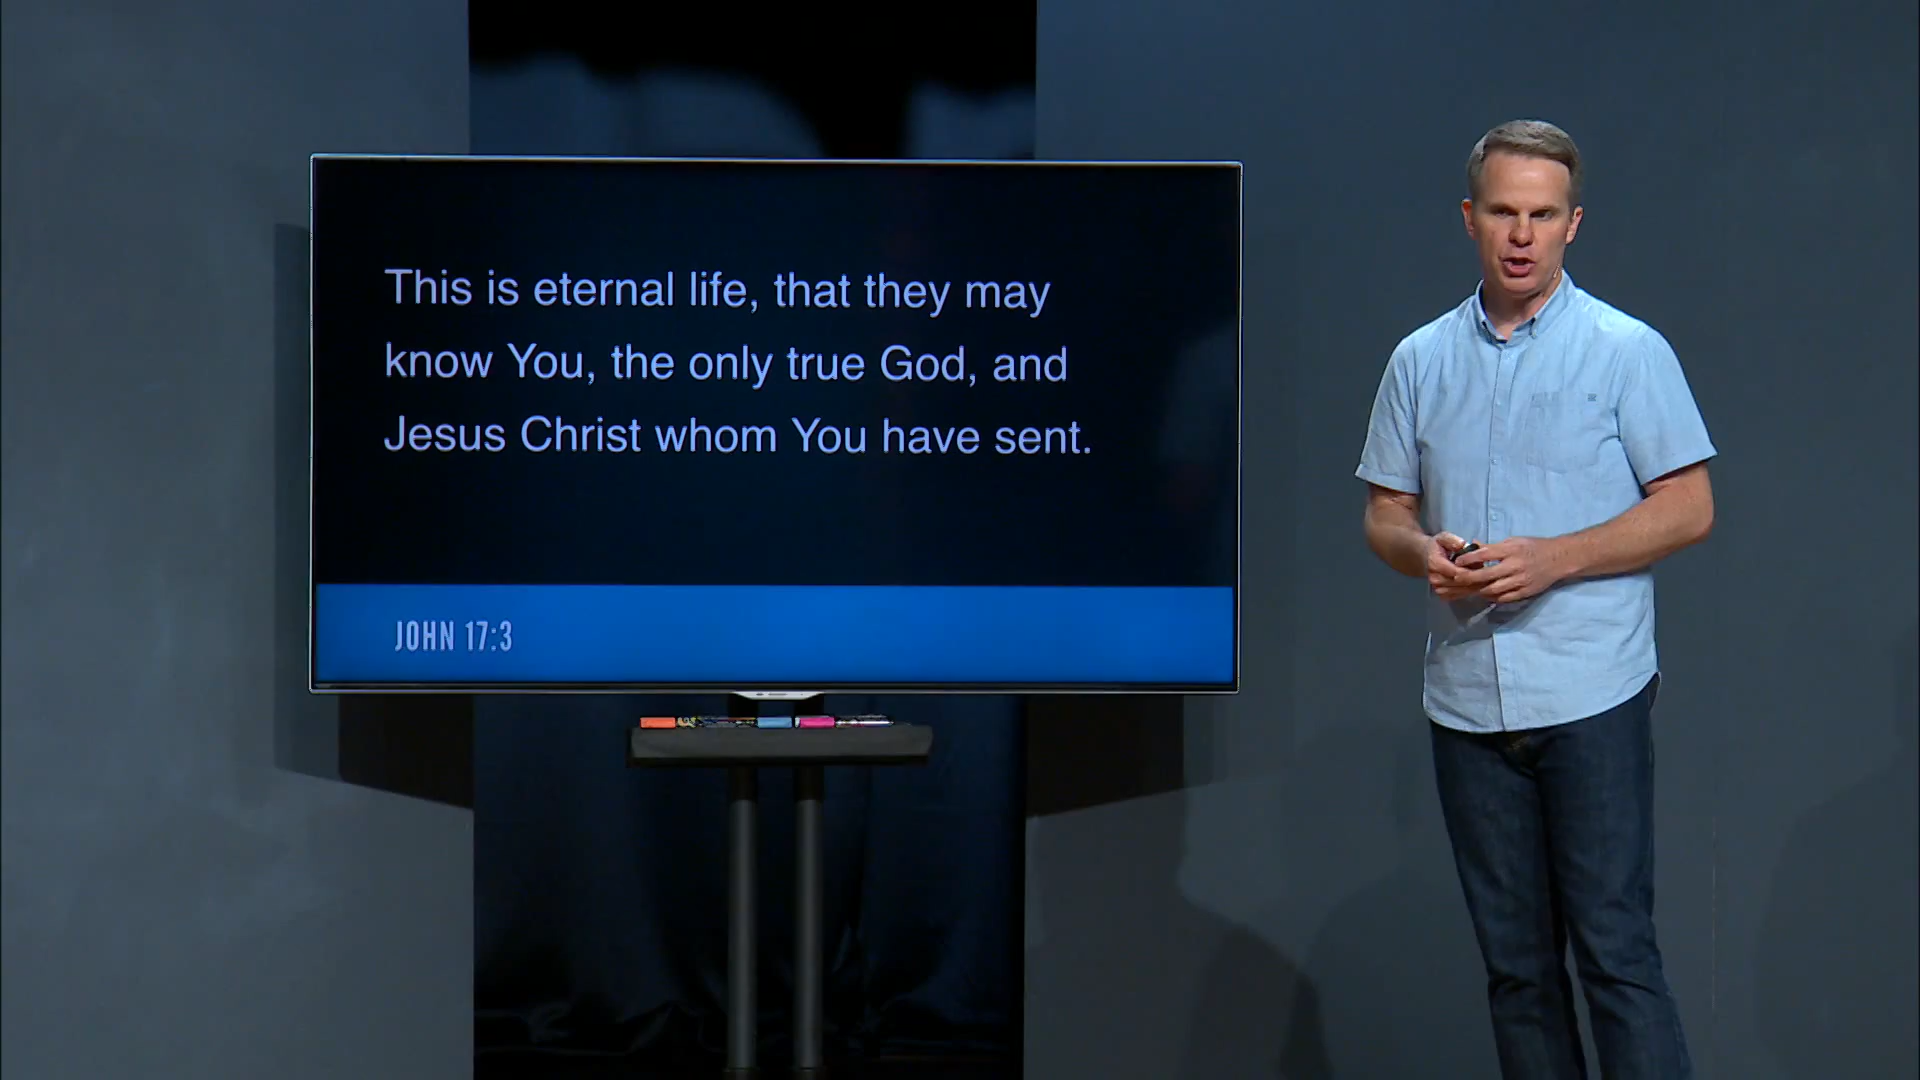 This is eternal life, that they may
know You, the only true God, and
Jesus Christ whom You have sent.
JOHN 17:3